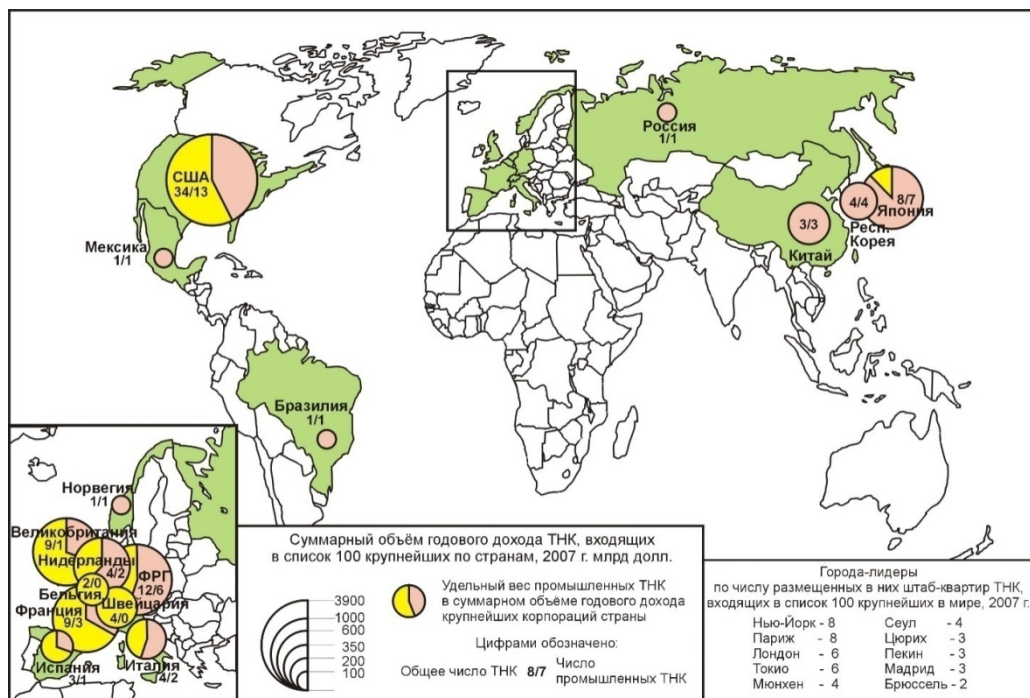 США
34/13
Мексика
1/1
Бразилия
1/1
Россия
1/1
3/3
Китай
4/4
Респ.
Корея
8/7
Япония
Норвегия
1/1
Великобритания
9/1
Нидерланды
4/2
2/0
Бельгия
ФРГ
12/6
Франция
9/3
Швейцария
4/0
Испания
3/1
Италия
4/2
Суммарный объём годового дохода ТНК, входящих
в список 100 крупнейших по странам, 2007 г. млрд долл.
3900
1000
600
350
200
100
Удельный вес промышленных ТНК
в суммарном объёме годового дохода
крупнейших корпораций страны
Цифрами обозначено:
Общее число ТНК 8/7 Число
промышленных ТНК
Города-лидеры
по числу размещенных в них штаб-квартир ТНК,
входящих в список 100 крупнейших в мире, 2007 г.
Нью-Йорк - 8
Париж - 8
Лондон - 6
Токио - 6
Мюнхен - 4
Сеул - 4
Цюрих - 3
Пекин - 3
Мадрид - 3
Брюссель - 2